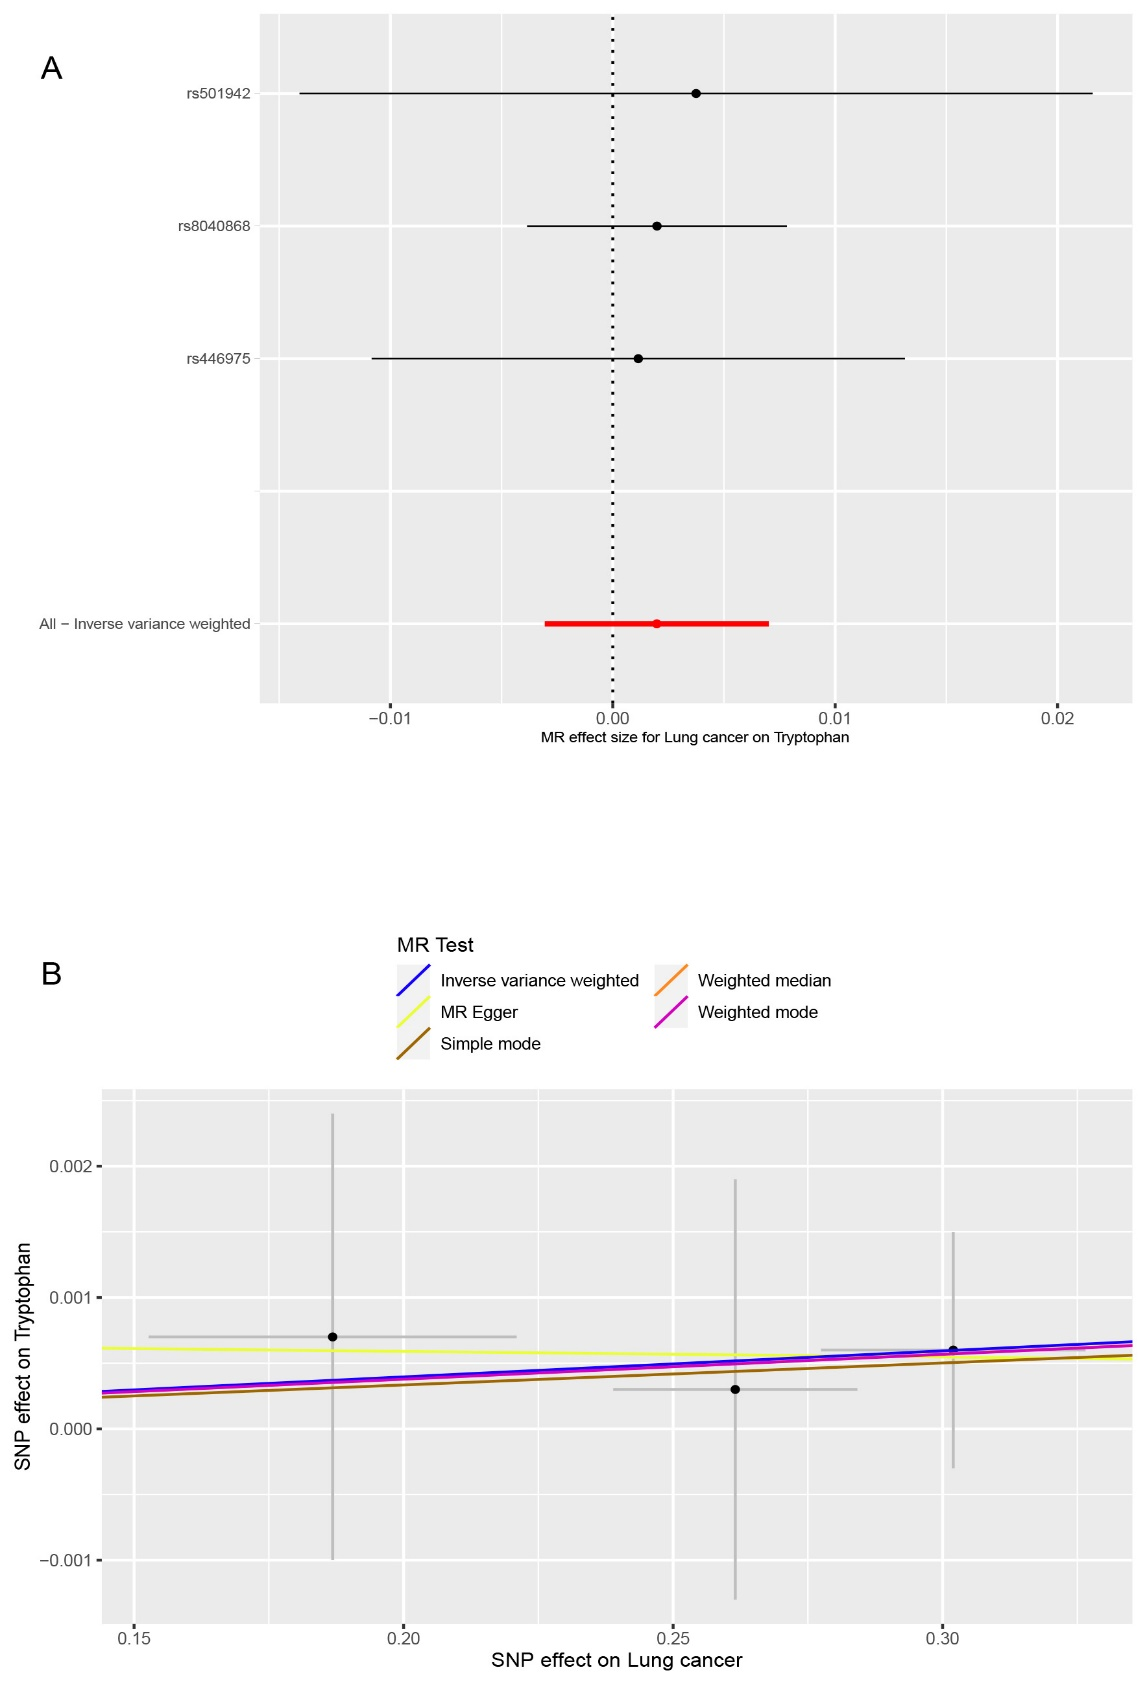 A
rs501942
rs8040868
rs446975
All − Inverse variance weighted
−0.01 0.00 0.01 0.02
MR effect size for Lung cancer on Tryptophan
B
MR Test
Inverse variance weighted Weighted median
MR Egger Weighted mode
Simple mode
0.002
0.001
0.000
−0.001
SNP effect on Tryptophan
0.15 0.20 0.25 0.30
SNP effect on Lung cancer